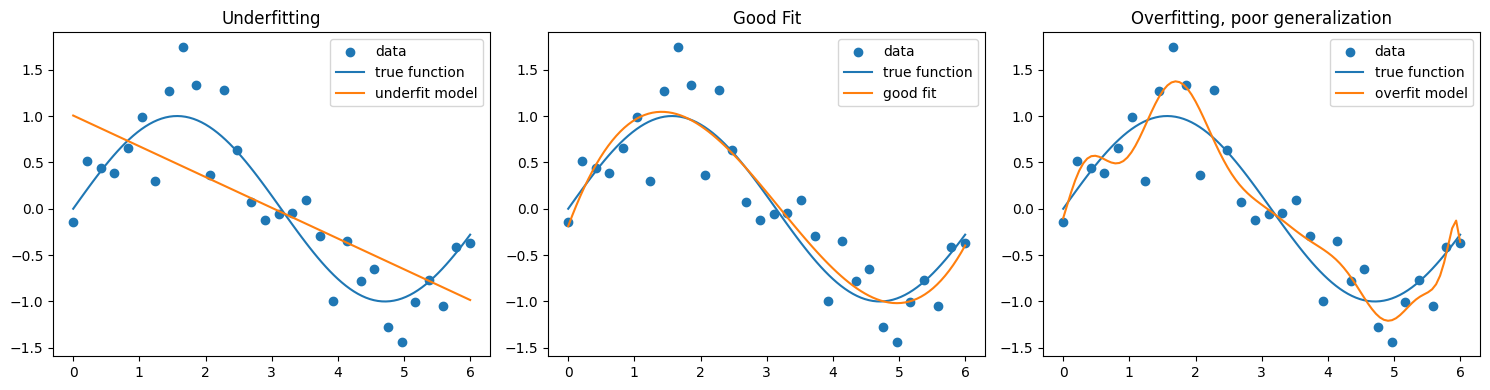 Underfitting
data
true function
underfit model
1.5
1.0
0.5
0.0
−0.5
−1.0
−1.5
0 1 2 3 4 5 6
Good Fit
data
true function
good fit
1.5
1.0
0.5
0.0
−0.5
−1.0
−1.5
0 1 2 3 4 5 6
Overfitting, poor generalization
data
true function
overfit model
1.5
1.0
0.5
0.0
−0.5
−1.0
−1.5
0 1 2 3 4 5 6